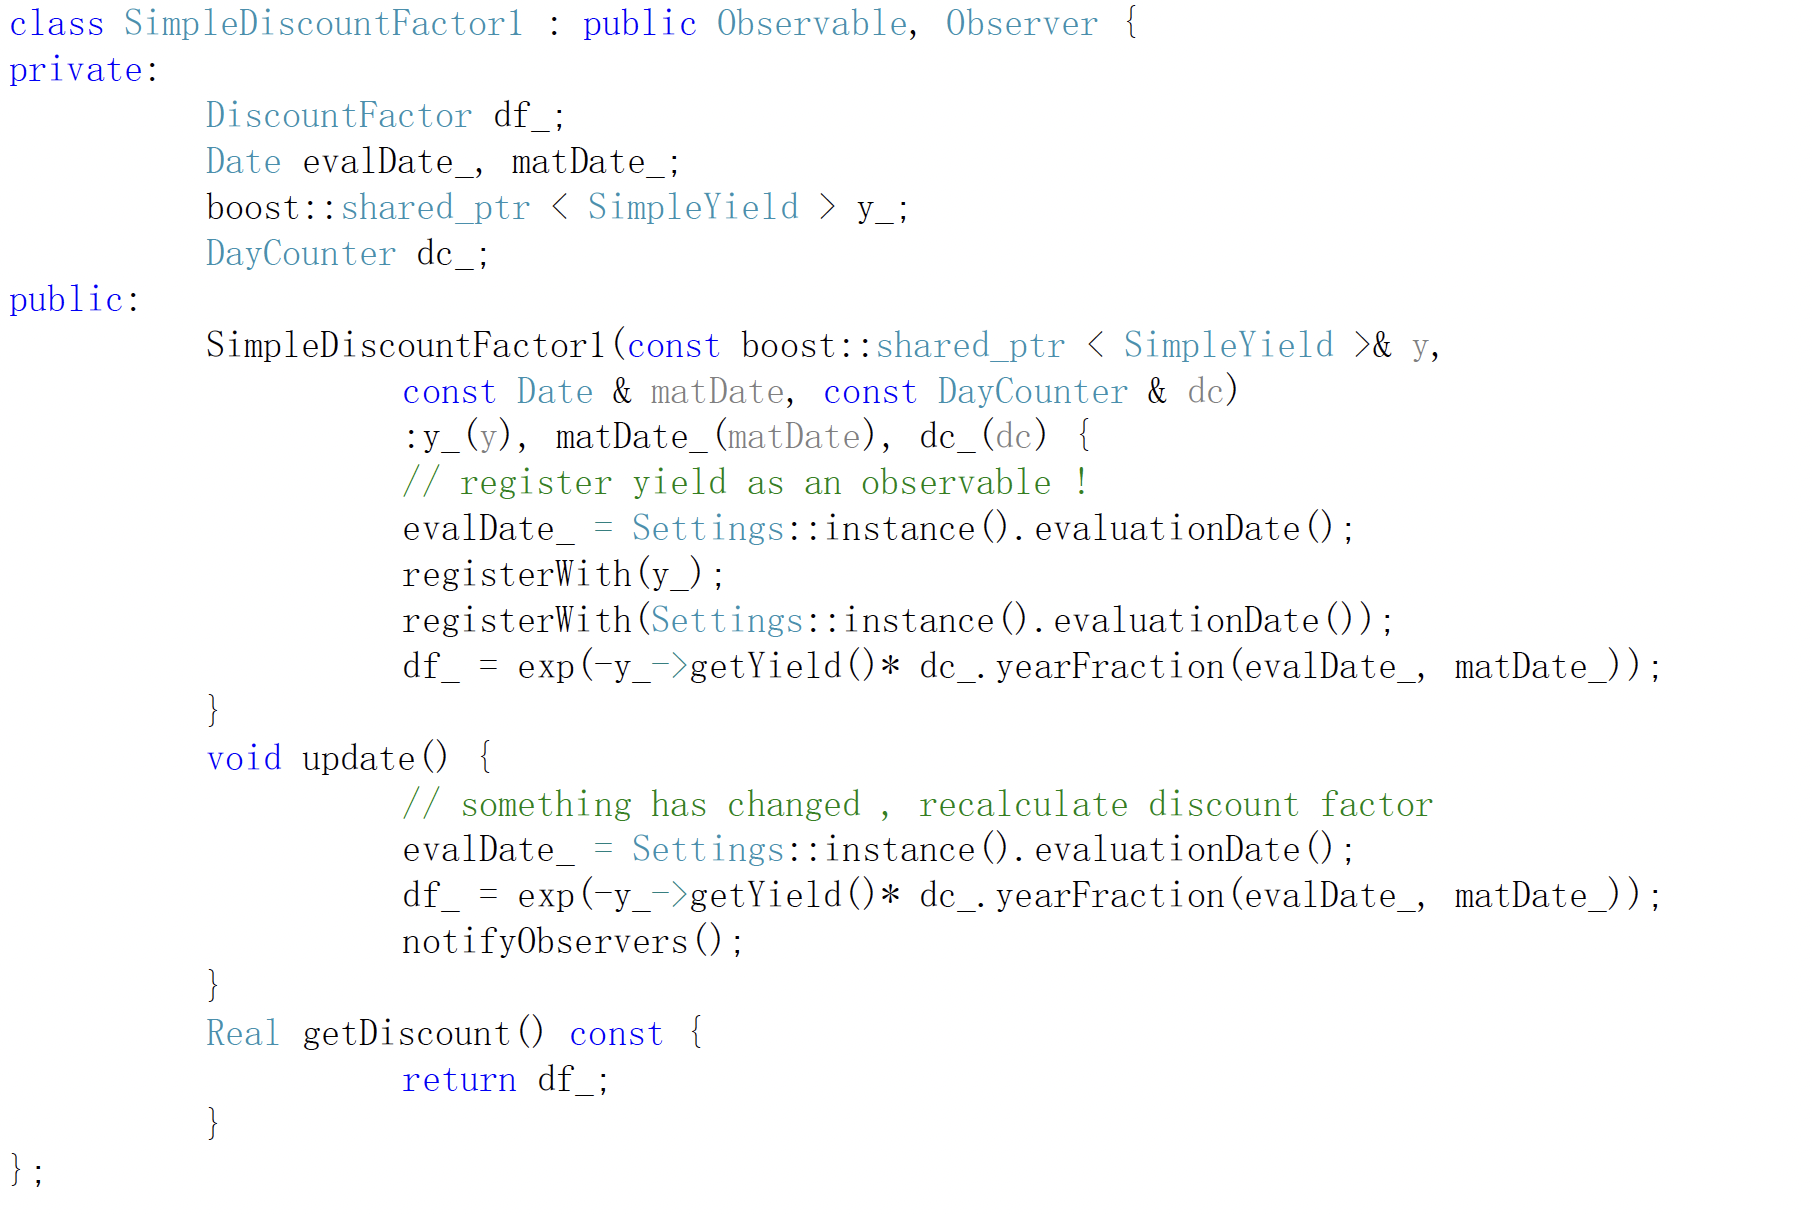 class SimpleDiscountFactor1 : public Observable, Observer {
private:
DiscountFactor df_;
Date evalDate_, matDate_;
boost::shared_ptr < SimpleYield > y_;
DayCounter dc_;
public:
SimpleDiscountFactor1(const boost::shared_ptr < SimpleYield >& y,
const Date & matDate, const DayCounter & dc)
:y_(y), matDate_(matDate), dc_(dc) {
// register yield as an observable !
evalDate_ = Settings::instance().evaluationDate();
registerWith(y_);
registerWith(Settings::instance().evaluationDate());
df_ = exp(-y_->getYield()* dc_.yearFraction(evalDate_, matDate_));
}
void update() {
// something has changed , recalculate discount factor
evalDate_ = Settings::instance().evaluationDate();
df_ = exp(-y_->getYield()* dc_.yearFraction(evalDate_, matDate_));
notifyObservers();
}
Real getDiscount() const {
return df_;
}
};